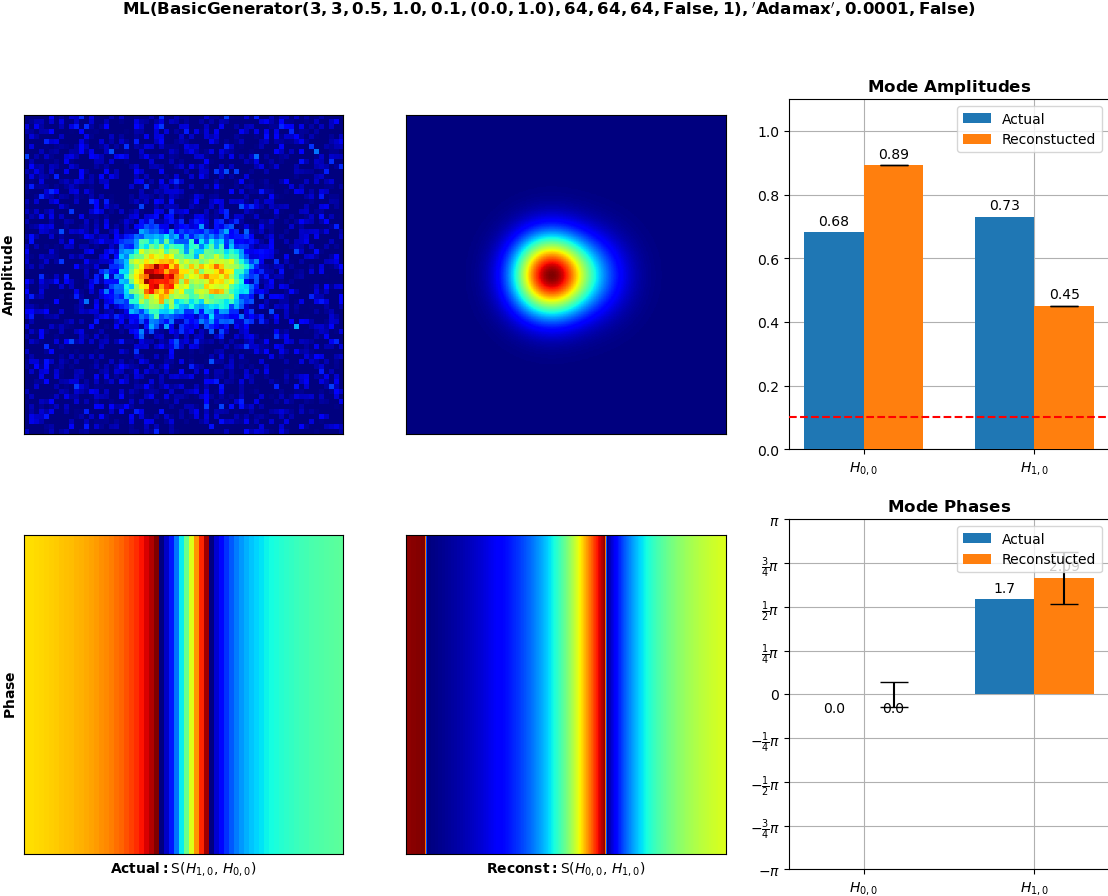 ML(BasicGenerator(3, 3, 0.5, 1.0, 0.1, (0.0, 1.0), 64, 64, 64, False, 1), ′Adamax′, 0.0001, False)
Amplitude
Mode Amplitudes
Actual
Reconstucted
1.0
0.8
0.6
0.4
0.2
0.0
0.68
0.89
0.73
0.45
H0, 0
H1, 0
Phase
Actual: S(H1, 0, H0, 0)
Reconst: S(H0, 0, H1, 0)
Mode Phases
Actual
Reconstucted
π
3/4π
1/2π
1/4π
0
−1/4π
−1/2π
−3/4π
−π
0.0
0.0
1.7
2.09
H0, 0
H1, 0